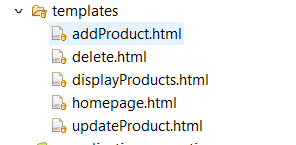 templates
addProduct.html
delete.html
displayProducts.html
homepage.html
updateProduct.html